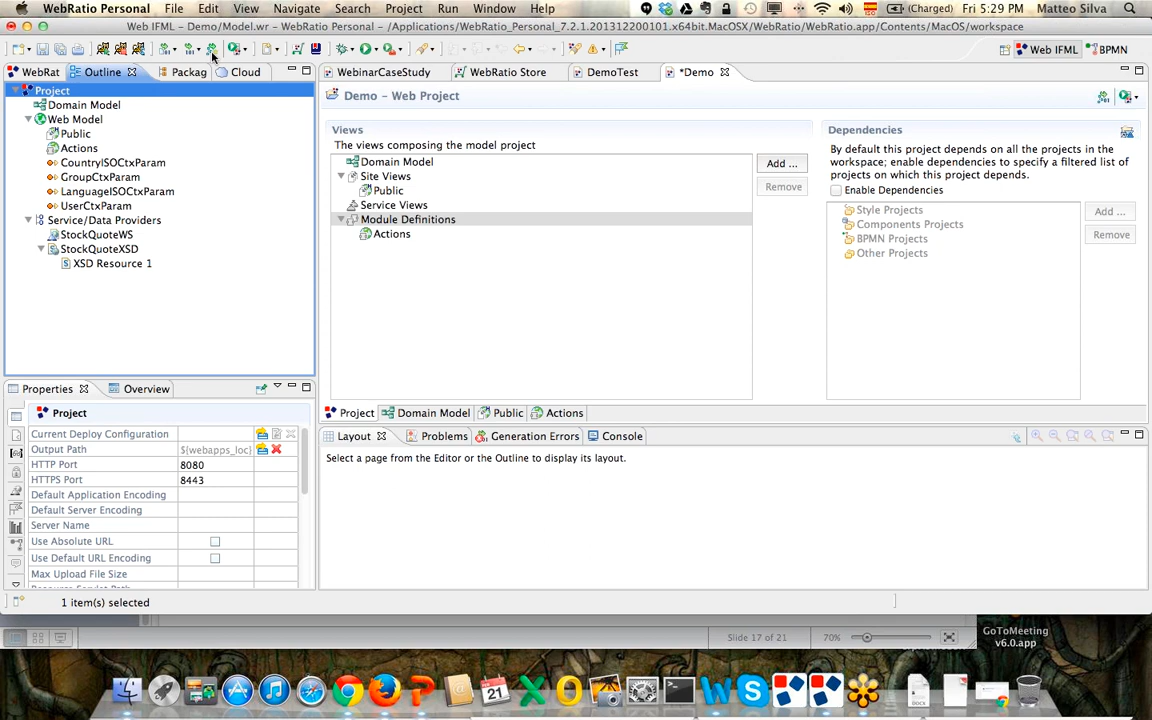 WebRatio Personal File Edit View Navigate Search Project Run Window Help (Charged) Fri 5:29 PM Matteo Silva
Web IFML – Demo/Model.wr – /Applications/WebRatio_Personal_7.2.1.201312200101.x64bit.MacOSX/WebRatio/WebRatio.app/Contents/MacOS/workspace
Web IFML BPMN
WebRat Outline Packag Cloud
WebinarCaseStudy WebRatio Store DemoTest *Demo
Project
Domain Model
Web Model
Public
Actions
CountryISOCtxParam
GroupCtxParam
LanguageISOCtxParam
UserCtxParam
Service/Data Providers
StockQuoteWS
StockQuoteXSD
XSD Resource 1
Demo – Web Project
Views
The views composing the model project
Domain Model
Site Views
Public
Service Views
Module Definitions
Actions
Add ...
Remove
Dependencies
By default this project depends on all the projects in the
workspace; enable dependencies to specify a filtered list of
projects on which this project depends.
Enable Dependencies
Style Projects
Components Projects
BPMN Projects
Other Projects
Add ...
Remove
Project Domain Model Public Actions
Properties Overview
Project
Current Deploy Configuration
Output Path ${webapps_loc}
HTTP Port 8080
HTTPS Port 8443
Default Application Encoding
Default Server Encoding
Server Name
Use Absolute URL
Use Default URL Encoding
Max Upload File Size
Layout Problems Generation Errors Console
Select a page from the Editor or the Outline to display its layout.
1 item(s) selected
Slide 17 of 21 70%
GoToMeeting
v6.0.app
21
DOCX